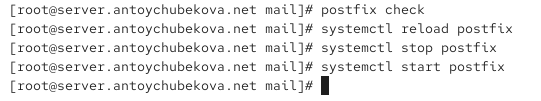 [root@server.antoychubekova.net mail]# postfix check
[root@server.antoychubekova.net mail]# systemctl reload postfix
[root@server.antoychubekova.net mail]# systemctl stop postfix
[root@server.antoychubekova.net mail]# systemctl start postfix
[root@server.antoychubekova.net mail]#